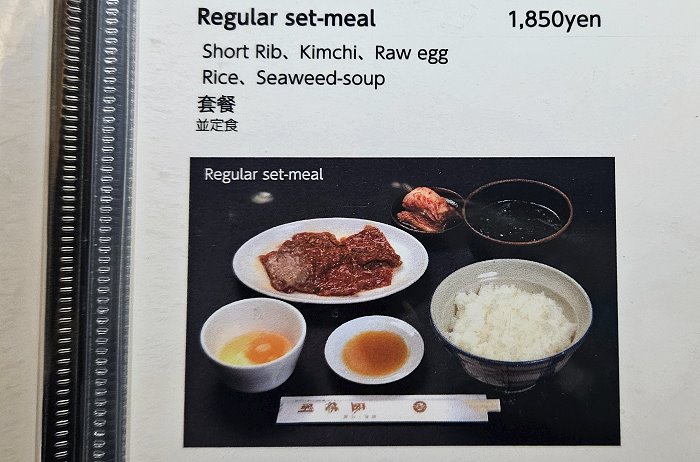 Regular set-meal 1,850yen
Short Rib、Kimchi、Raw egg
Rice、Seaweed-soup
套餐
並定食
Regular set-meal